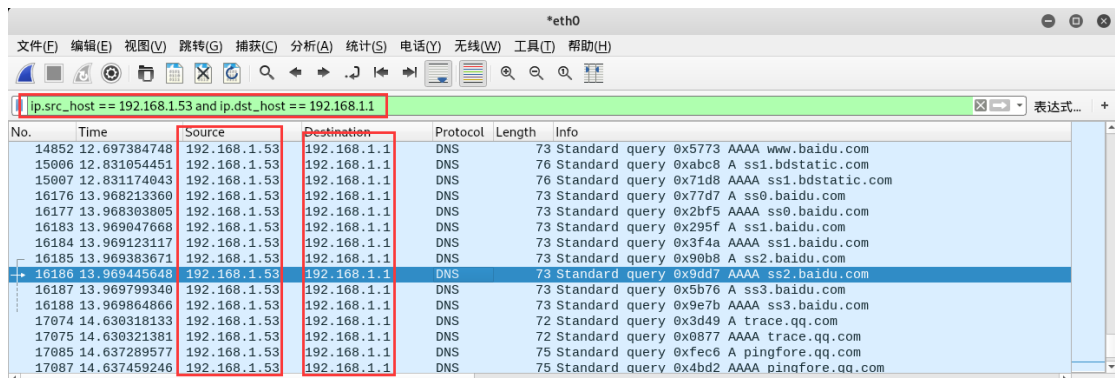 *eth0
文件(F) 编辑(E) 视图(V) 跳转(G) 捕获(C) 分析(A) 统计(S) 电话(Y) 无线(W) 工具(T) 帮助(H)
ip.src_host == 192.168.1.53 and ip.dst_host == 192.168.1.1 表达式… +
No. Time Source Destination Protocol Length Info
14852 12.697384748 192.168.1.53 192.168.1.1 DNS 73 Standard query 0x5773 AAAA www.baidu.com
15006 12.831054451 192.168.1.53 192.168.1.1 DNS 76 Standard query 0xabc8 A ss1.bdstatic.com
15007 12.831174043 192.168.1.53 192.168.1.1 DNS 76 Standard query 0x71d8 AAAA ss1.bdstatic.com
16176 13.968213360 192.168.1.53 192.168.1.1 DNS 73 Standard query 0x77d7 A ss0.baidu.com
16177 13.968303805 192.168.1.53 192.168.1.1 DNS 73 Standard query 0x2bf5 AAAA ss0.baidu.com
16183 13.969047668 192.168.1.53 192.168.1.1 DNS 73 Standard query 0x295f A ss1.baidu.com
16184 13.969123117 192.168.1.53 192.168.1.1 DNS 73 Standard query 0x3f4a AAAA ss1.baidu.com
16185 13.969383671 192.168.1.53 192.168.1.1 DNS 73 Standard query 0x90b8 A ss2.baidu.com
16186 13.969445648 192.168.1.53 192.168.1.1 DNS 73 Standard query 0x9dd7 AAAA ss2.baidu.com
16187 13.969799340 192.168.1.53 192.168.1.1 DNS 73 Standard query 0x5b76 A ss3.baidu.com
16188 13.969864866 192.168.1.53 192.168.1.1 DNS 73 Standard query 0x9e7b AAAA ss3.baidu.com
17074 14.630318133 192.168.1.53 192.168.1.1 DNS 72 Standard query 0x3d49 A trace.qq.com
17075 14.630321381 192.168.1.53 192.168.1.1 DNS 72 Standard query 0x0877 AAAA trace.qq.com
17085 14.637289577 192.168.1.53 192.168.1.1 DNS 75 Standard query 0xfec6 A pingfore.qq.com
17087 14.637459246 192.168.1.53 192.168.1.1 DNS 75 Standard query 0x4bd2 AAAA pingfore.qq.com